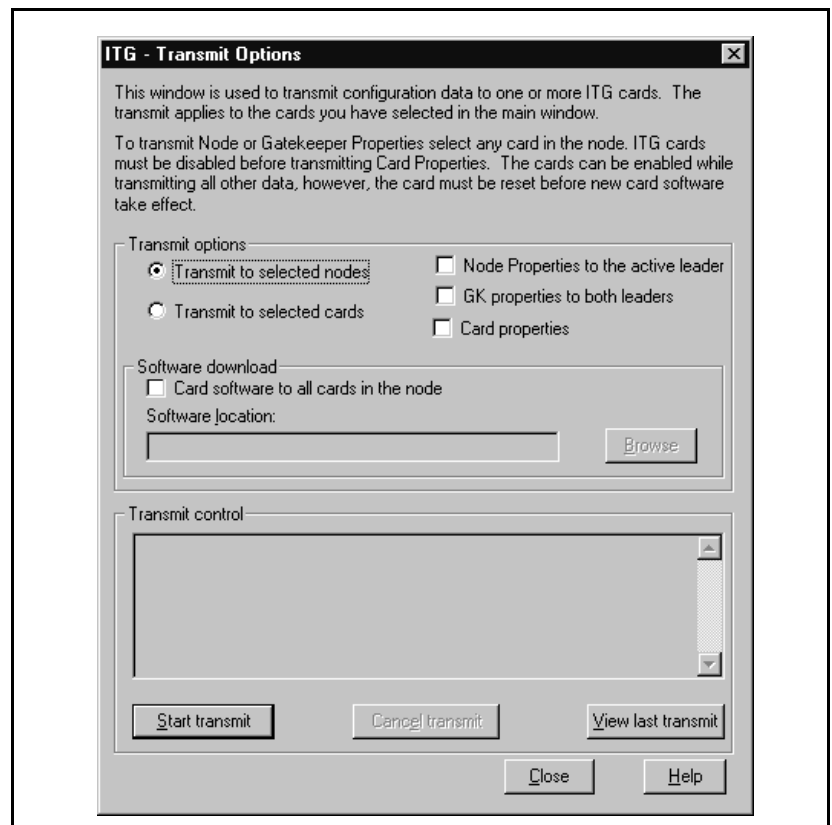 ITG - Transmit Options
This window is used to transmit configuration data to one or more ITG cards. The
transmit applies to the cards you have selected in the main window.
To transmit Node or Gatekeeper Properties select any card in the node. ITG cards
must be disabled before transmitting Card Properties. The cards can be enabled while
transmitting all other data, however, the card must be reset before new card software
take effect.
Transmit options
Transmit to selected nodes
Node Properties to the active leader
GK properties to both leaders
Transmit to selected cards
Card properties
Software download
Card software to all cards in the node
Software location:
Browse
Transmit control
Start transmit
Cancel transmit
View last transmit
Close
Help